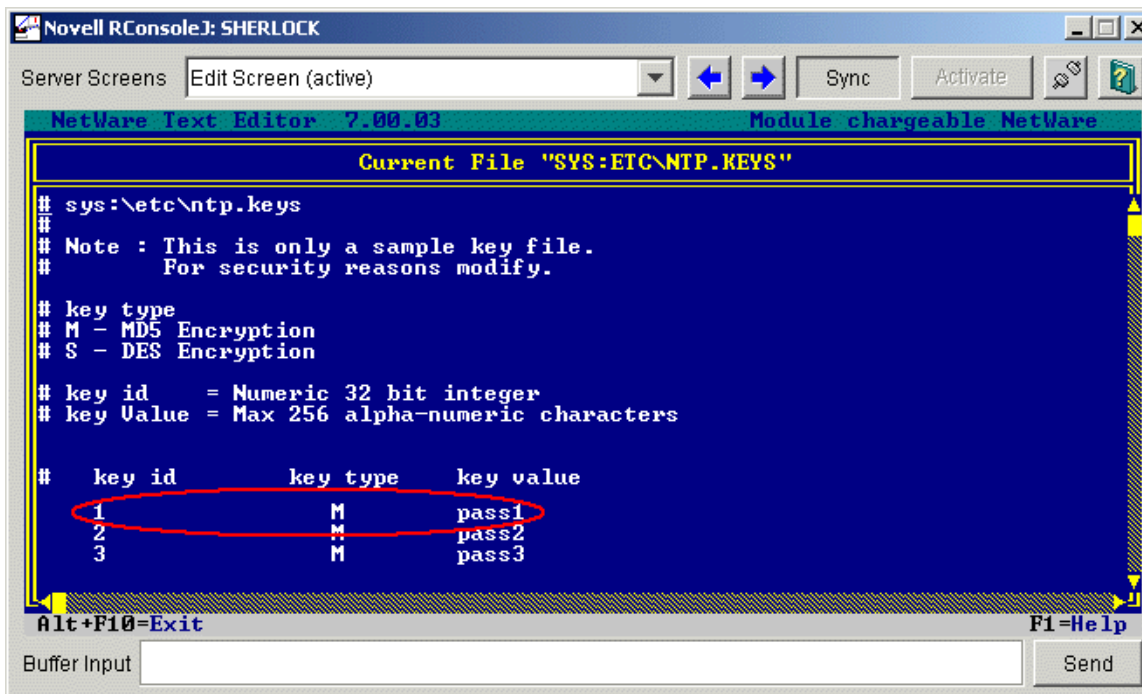 Novell RConsoleJ: SHERLOCK
Server Screens Edit Screen (active) Sync Activate
NetWare Text Editor 7.00.03 Module chargeable NetWare
Current File "SYS:ETC\NTP.KEYS"
# sys:\etc\ntp.keys
#
# Note : This is only a sample key file.
# For security reasons modify.
# key type
# M - MD5 Encryption
# S - DES Encryption
# key id = Numeric 32 bit integer
# key Value = Max 256 alpha-numeric characters
# key id key type key value
1 M pass1
2 M pass2
3 M pass3
Alt+F10=Exit F1=Help
Buffer Input Send